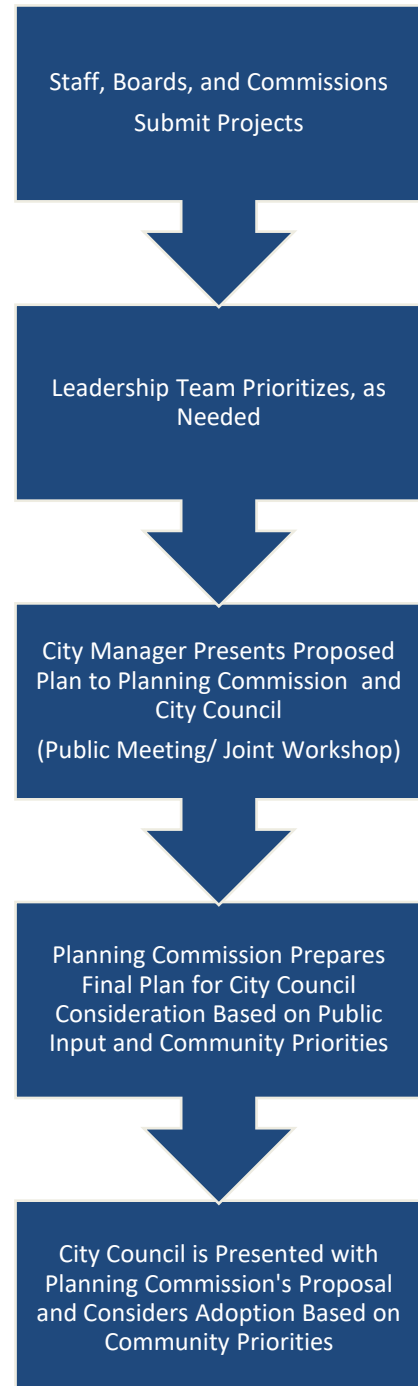 Staff, Boards, and Commissions
Submit Projects
Leadership Team Prioritizes, as
Needed
City Manager Presents Proposed
Plan to Planning Commission  and
City Council
(Public Meeting/ Joint Workshop)
Planning Commission Prepares
Final Plan for City Council
Consideration Based on Public
Input and Community Priorities
City Council is Presented with
Planning Commission's Proposal
and Considers Adoption Based on
Community Priorities